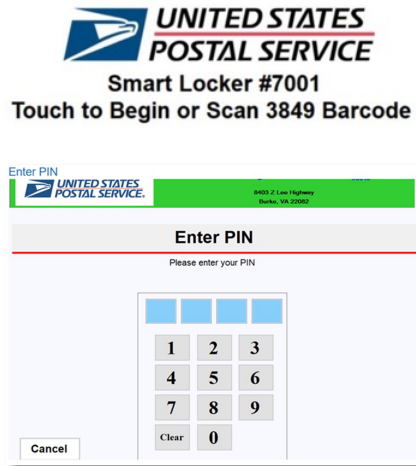 UNITED STATES
POSTAL SERVICE
Smart Locker #7001
Touch to Begin or Scan 3849 Barcode
Enter PIN
UNITED STATES
POSTAL SERVICE.
8403 Z Lee Highway
Burke, VA 22082
Enter PIN
Please enter your PIN
1 2 3
4 5 6
7 8 9
Clear 0
Cancel